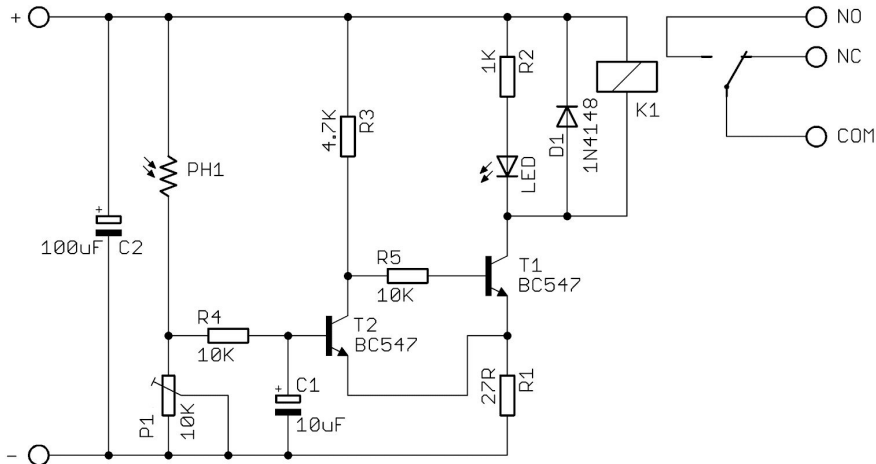 +
NO
NC
COM
1K
R2
K1
D1
1N4148
4.7K
R3
PH1
LED
+
100uF
C2
R5
10K
T1
BC547
R4
10K
T2
BC547
P1
10K
+
C1
10uF
27R
R1
-